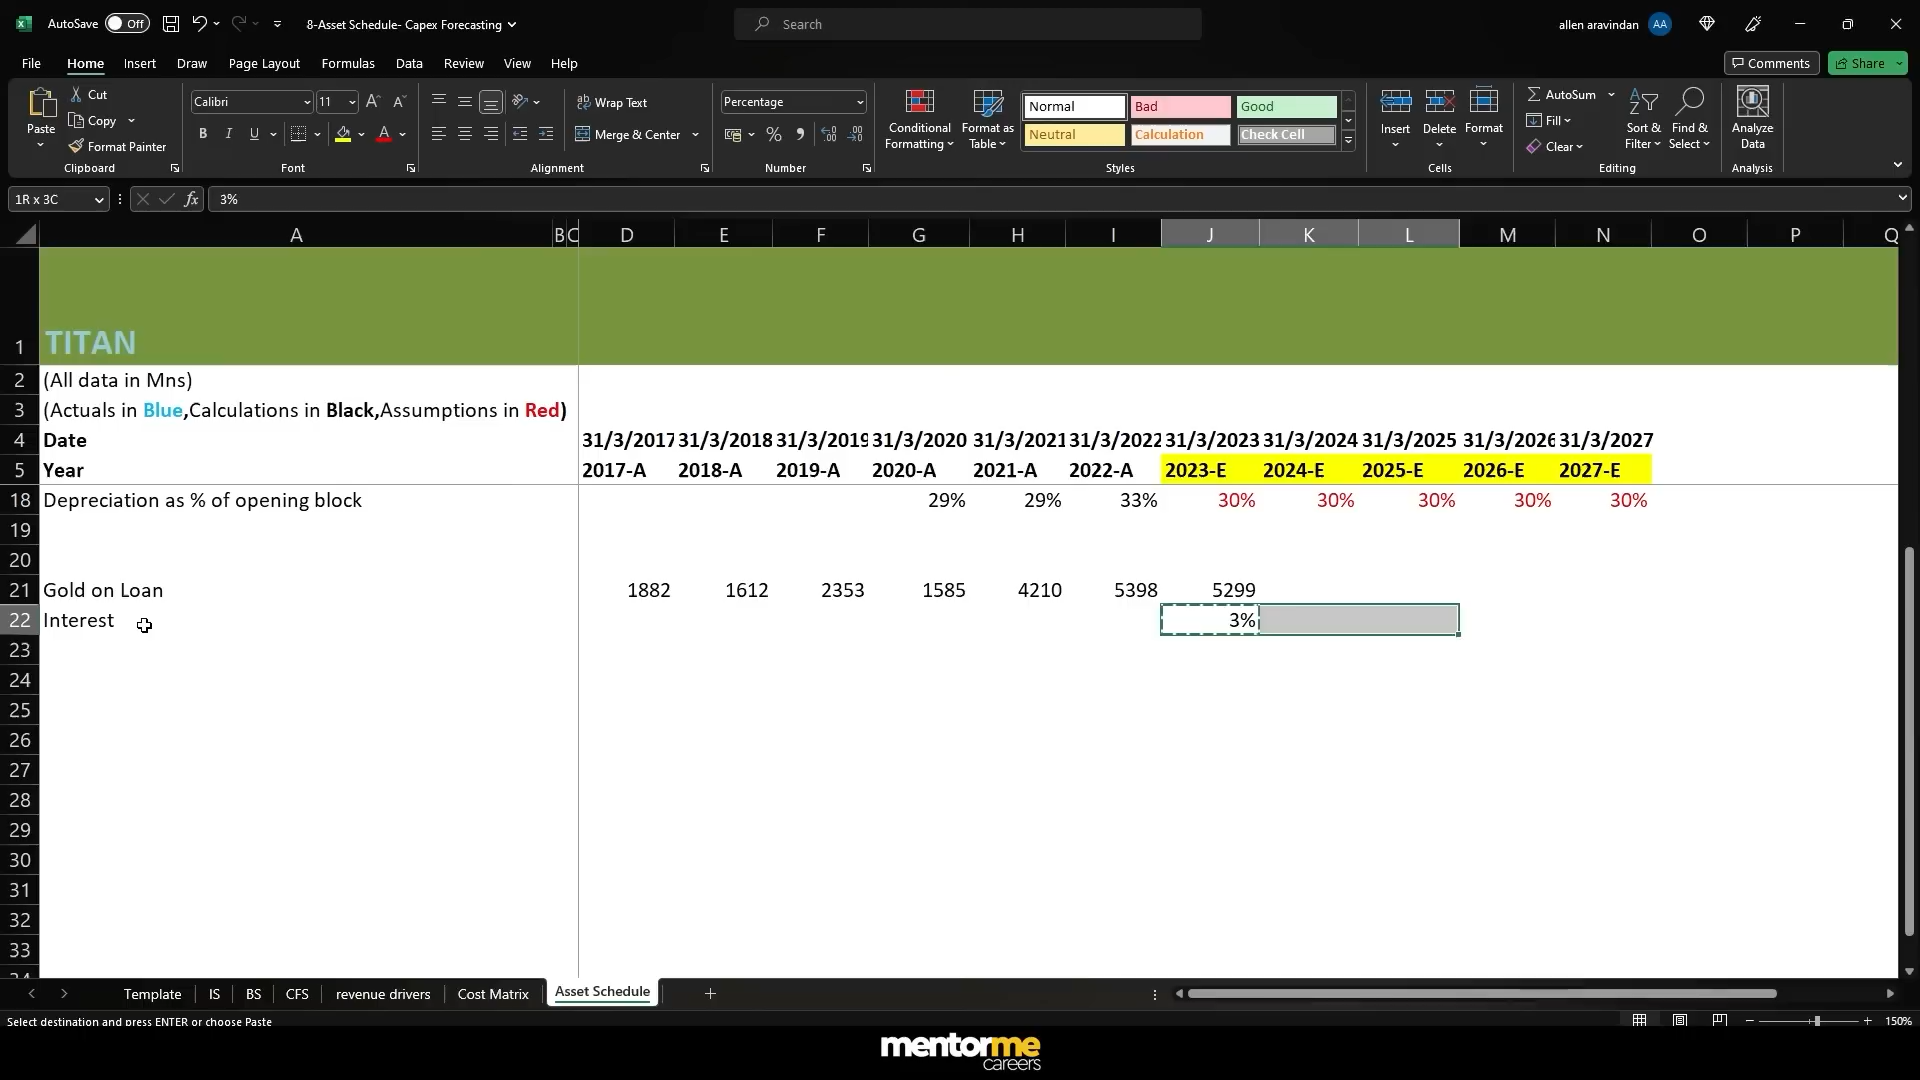 AutoSave Off 8-Asset Schedule- Capex Forecasting Search allen aravindan AA
File Home Insert Draw Page Layout Formulas Data Review View Help Comments Share
Paste Cut Copy Format Painter Clipboard
Calibri 11 B I U Font
Wrap Text Merge & Center Alignment
Percentage % Number
Conditional Formatting Format as Table Normal Bad Good Neutral Calculation Check Cell Styles
Insert Delete Format Cells
AutoSum Fill Clear Sort & Filter Find & Select Editing
Analyze Data Analysis
1R x 3C fx 3%
A B C D E F G H I J K L M N O P Q
1 TITAN
2 (All data in Mns)
3 (Actuals in Blue,Calculations in Black,Assumptions in Red)
4 Date 31/3/2017 31/3/2018 31/3/2019 31/3/2020 31/3/2021 31/3/2022 31/3/2023 31/3/2024 31/3/2025 31/3/2026 31/3/2027
5 Year 2017-A 2018-A 2019-A 2020-A 2021-A 2022-A 2023-E 2024-E 2025-E 2026-E 2027-E
18 Depreciation as % of opening block 29% 29% 33% 30% 30% 30% 30% 30%
19
20
21 Gold on Loan 1882 1612 2353 1585 4210 5398 5299
22 Interest 3%
23
24
25
26
27
28
29
30
31
32
33
34
Template IS BS CFS revenue drivers Cost Matrix Asset Schedule
Select destination and press ENTER or choose Paste 150%
mentorme
careers